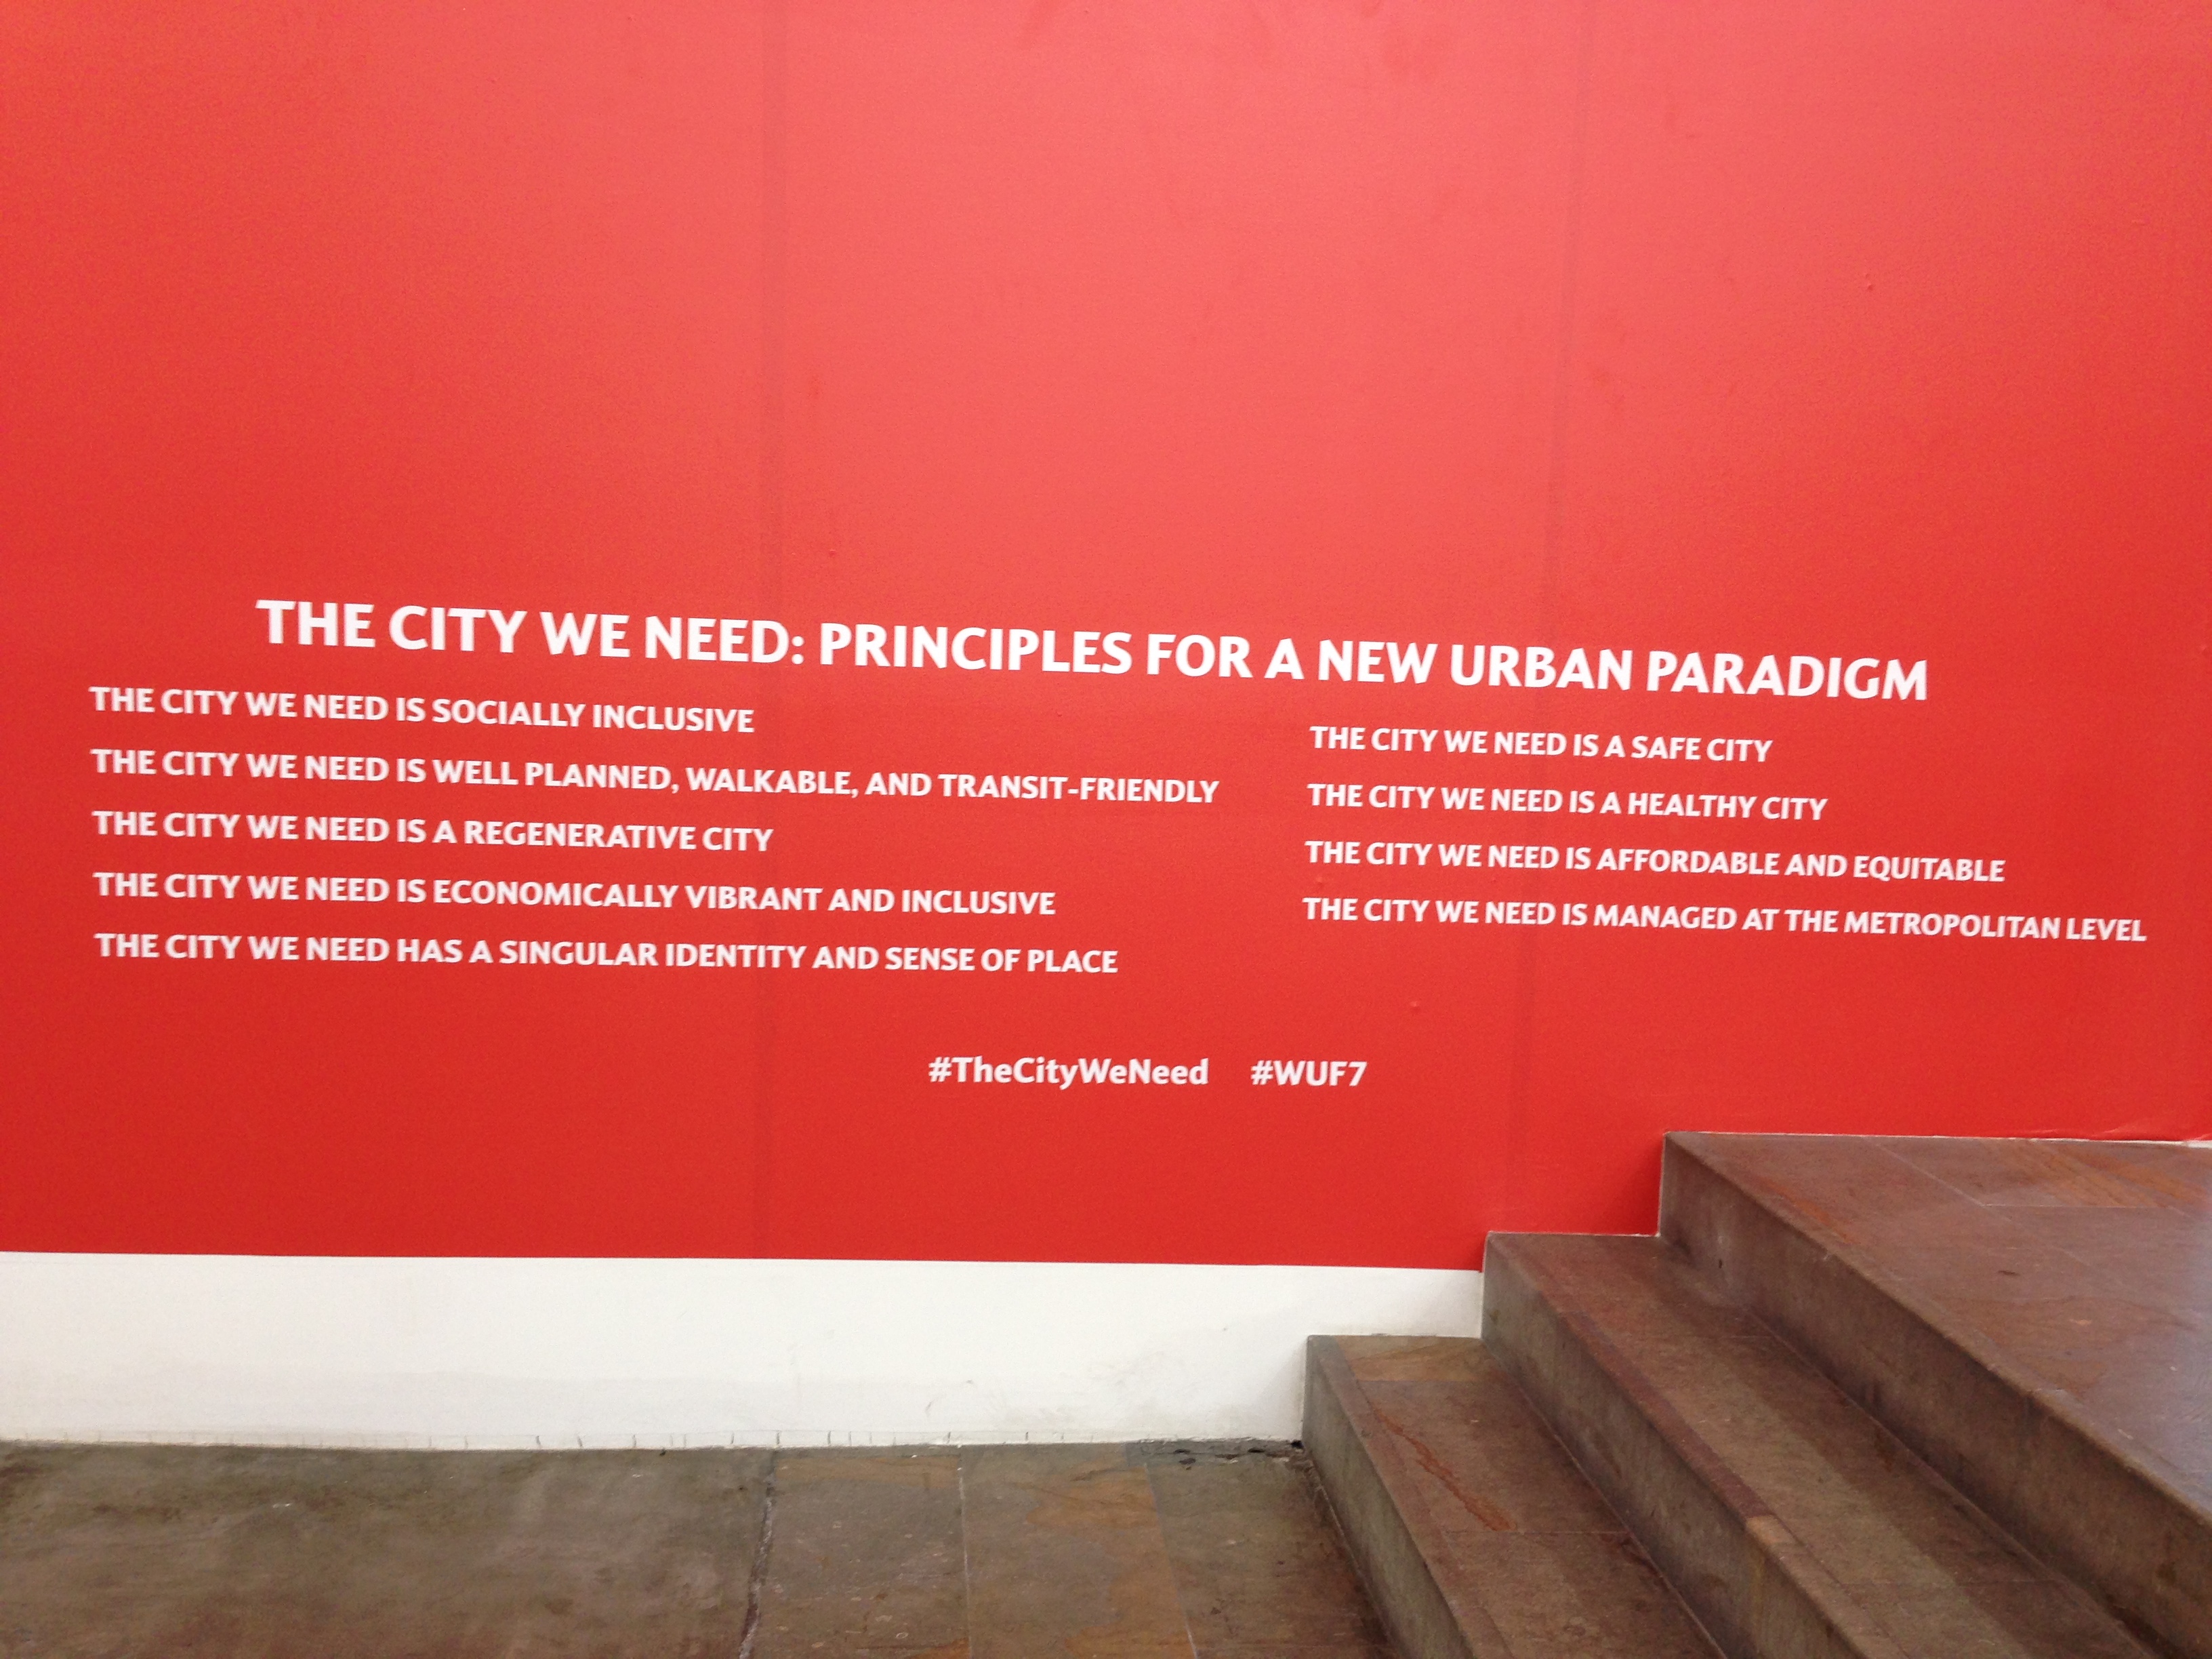 THE CITY WE NEED: PRINCIPLES FOR A NEW URBAN PARADIGM
THE CITY WE NEED IS SOCIALLY INCLUSIVE
THE CITY WE NEED IS WELL PLANNED, WALKABLE, AND TRANSIT-FRIENDLY
THE CITY WE NEED IS A REGENERATIVE CITY
THE CITY WE NEED IS ECONOMICALLY VIBRANT AND INCLUSIVE
THE CITY WE NEED HAS A SINGULAR IDENTITY AND SENSE OF PLACE
THE CITY WE NEED IS A SAFE CITY
THE CITY WE NEED IS A HEALTHY CITY
THE CITY WE NEED IS AFFORDABLE AND EQUITABLE
THE CITY WE NEED IS MANAGED AT THE METROPOLITAN LEVEL
#TheCityWeNeed #WUF7